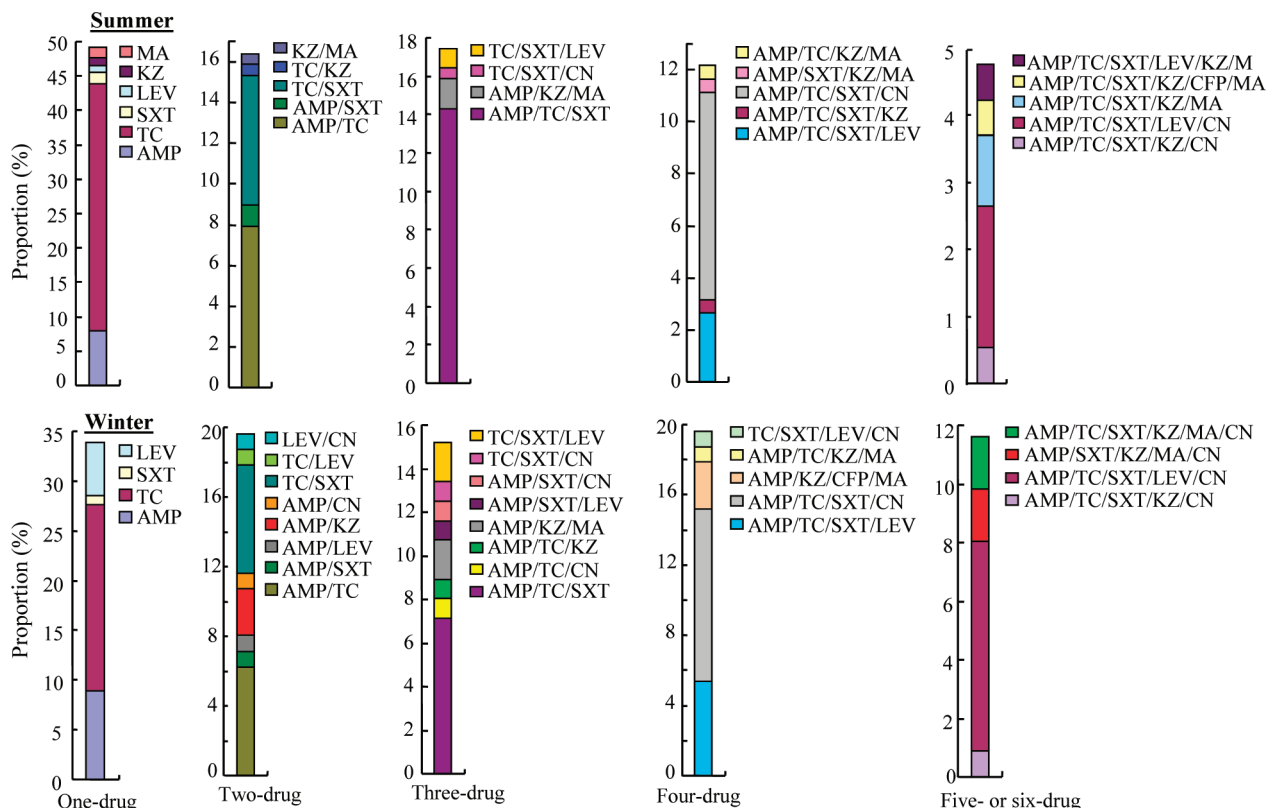 Summer
Proportion (%)
50
45
40
35
30
25
20
15
10
5
0
MA
KZ
LEV
SXT
TC
AMP
16
14
12
10
8
6
4
2
0
KZ/MA
TC/KZ
TC/SXT
AMP/SXT
AMP/TC
18
16
14
12
10
8
6
4
2
0
TC/SXT/LEV
TC/SXT/CN
AMP/KZ/MA
AMP/TC/SXT
12
10
8
6
4
2
0
AMP/TC/KZ/MA
AMP/SXT/KZ/MA
AMP/TC/SXT/CN
AMP/TC/SXT/KZ
AMP/TC/SXT/LEV
5
4
3
2
1
0
AMP/TC/SXT/LEV/KZ/M
AMP/TC/SXT/KZ/CFP/MA
AMP/TC/SXT/KZ/MA
AMP/TC/SXT/LEV/CN
AMP/TC/SXT/KZ/CN
Winter
Proportion (%)
35
30
25
20
15
10
5
0
LEV
SXT
TC
AMP
One-drug
20
18
16
14
12
10
8
6
4
2
0
LEV/CN
TC/LEV
TC/SXT
AMP/CN
AMP/KZ
AMP/LEV
AMP/SXT
AMP/TC
Two-drug
16
14
12
10
8
6
4
2
0
TC/SXT/LEV
TC/SXT/CN
AMP/SXT/CN
AMP/SXT/LEV
AMP/KZ/MA
AMP/TC/KZ
AMP/TC/CN
AMP/TC/SXT
Three-drug
20
18
16
14
12
10
8
6
4
2
0
TC/SXT/LEV/CN
AMP/TC/KZ/MA
AMP/KZ/CFP/MA
AMP/TC/SXT/CN
AMP/TC/SXT/LEV
Four-drug
12
10
8
6
4
2
0
AMP/TC/SXT/KZ/MA/CN
AMP/SXT/KZ/MA/CN
AMP/TC/SXT/LEV/CN
AMP/TC/SXT/KZ/CN
Five- or six-drug